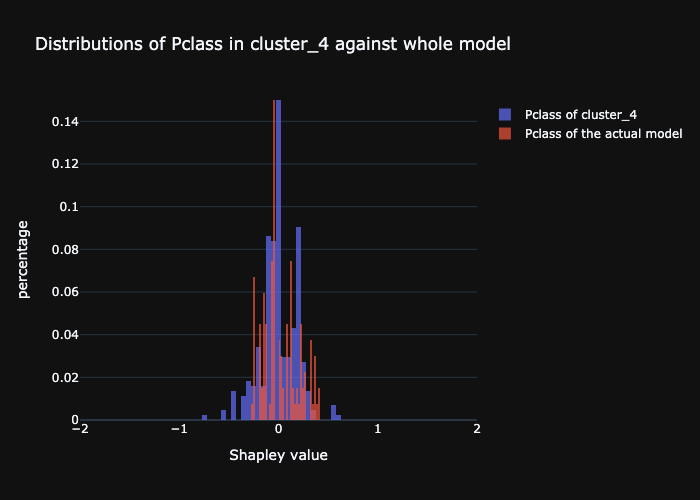 Distributions of Pclass in cluster_4 against whole model
Pclass of cluster_4
Pclass of the actual model
percentage
0.14
0.12
0.1
0.08
0.06
0.04
0.02
0
−2
−1
0
1
2
Shapley value